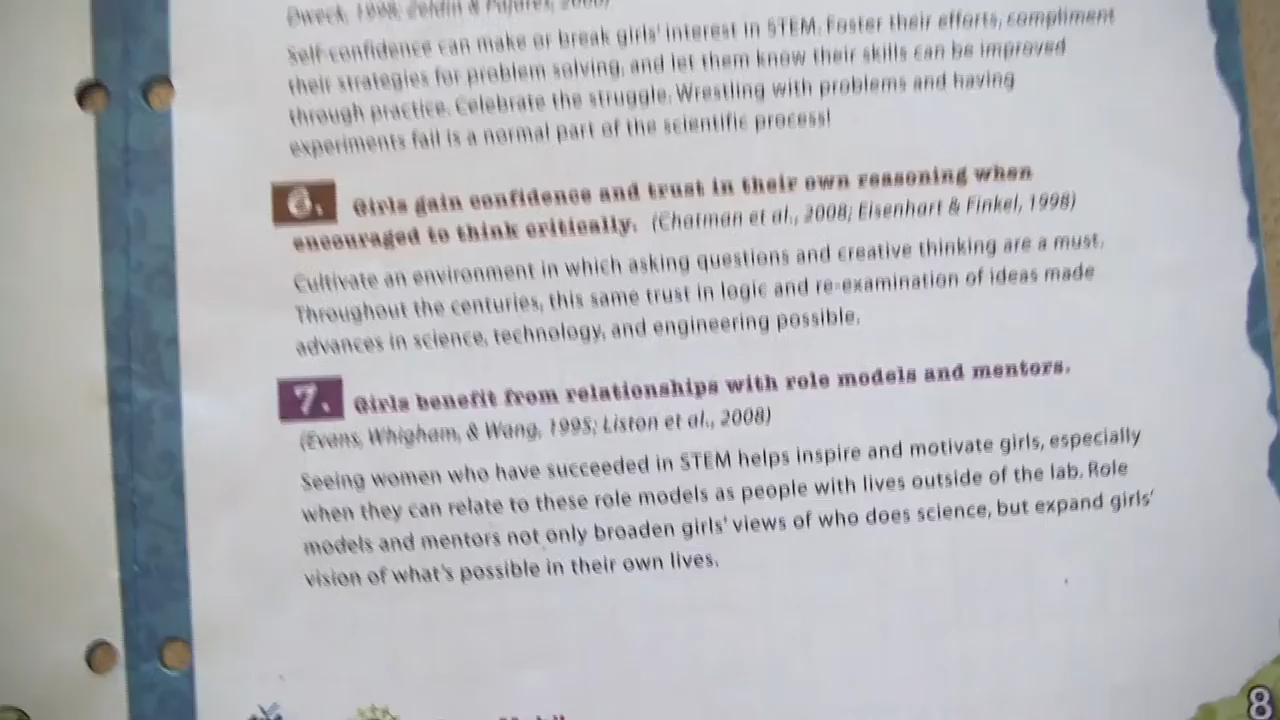 Dweck, 1998; Zeldin & Pajares, 2000)
Self-confidence can make or break girls' interest in STEM. Foster their efforts, compliment
their strategies for problem solving, and let them know their skills can be improved
through practice. Celebrate the struggle. Wrestling with problems and having
experiments fail is a normal part of the scientific process!
6. Girls gain confidence and trust in their own reasoning when
encouraged to think critically. (Chatman et al., 2008; Eisenhart & Finkel, 1998)
Cultivate an environment in which asking questions and creative thinking are a must.
Throughout the centuries, this same trust in logic and re-examination of ideas made
advances in science, technology, and engineering possible.
7. Girls benefit from relationships with role models and mentors.
(Evans, Whigham, & Wang, 1995; Liston et al., 2008)
Seeing women who have succeeded in STEM helps inspire and motivate girls, especially
when they can relate to these role models as people with lives outside of the lab. Role
models and mentors not only broaden girls' views of who does science, but expand girls'
vision of what's possible in their own lives.
8